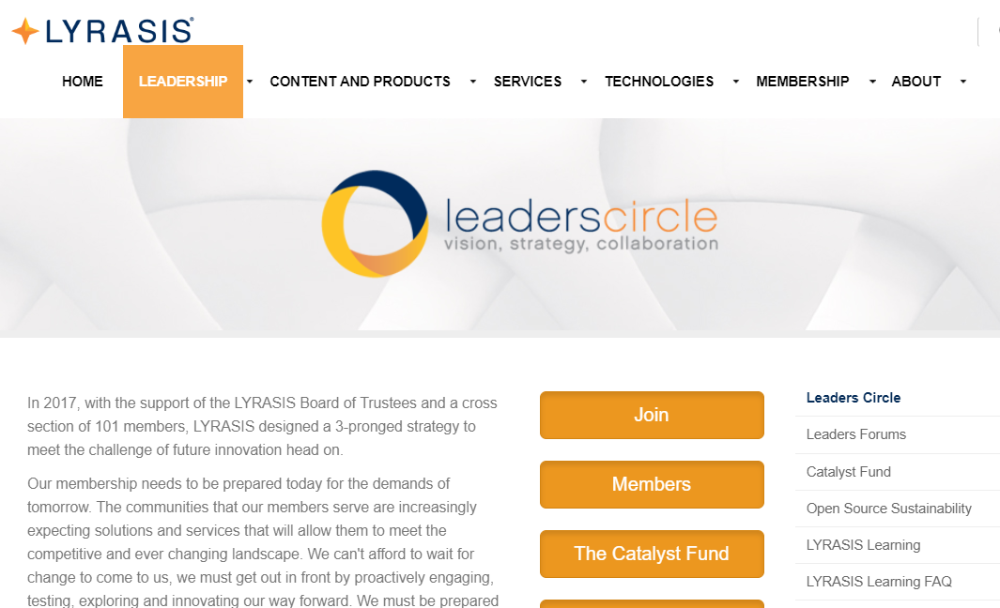 LYRASIS®
HOME LEADERSHIP CONTENT AND PRODUCTS SERVICES TECHNOLOGIES MEMBERSHIP ABOUT
leaderscircle
vision, strategy, collaboration
In 2017, with the support of the LYRASIS Board of Trustees and a cross
section of 101 members, LYRASIS designed a 3-pronged strategy to
meet the challenge of future innovation head on.
Our membership needs to be prepared today for the demands of
tomorrow. The communities that our members serve are increasingly
expecting solutions and services that will allow them to meet the
competitive and ever changing landscape. We can't afford to wait for
change to come to us, we must get out in front by proactively engaging,
testing, exploring and innovating our way forward. We must be prepared
Join
Members
The Catalyst Fund
Leaders Circle
Leaders Forums
Catalyst Fund
Open Source Sustainability
LYRASIS Learning
LYRASIS Learning FAQ